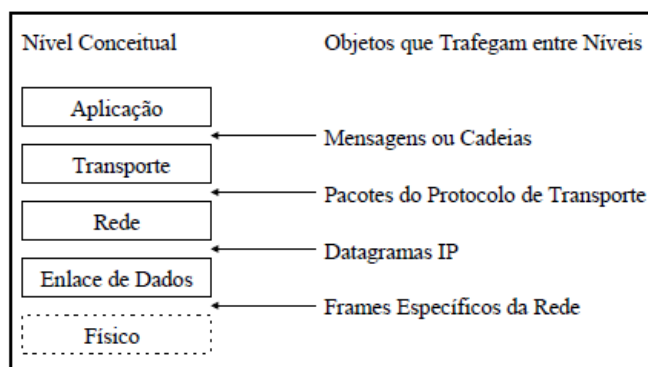 Nível Conceitual
Objetos que Trafegam entre Níveis
Aplicação
Mensagens ou Cadeias
Transporte
Pacotes do Protocolo de Transporte
Rede
Datagramas IP
Enlace de Dados
Frames Específicos da Rede
Físico